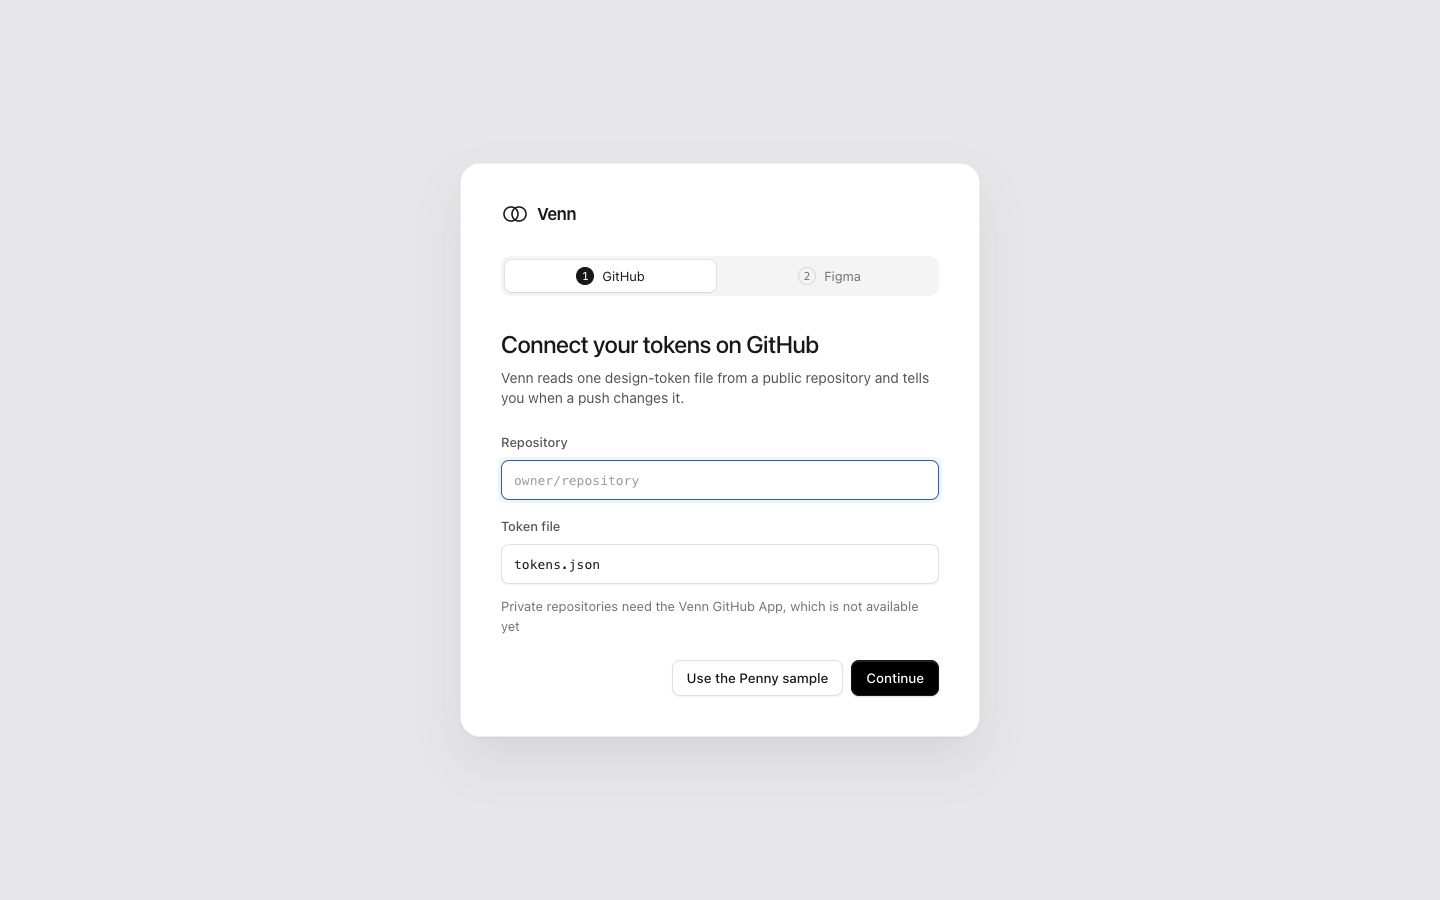 Venn
1 GitHub
2 Figma
Connect your tokens on GitHub
Venn reads one design-token file from a public repository and tells
you when a push changes it.
Repository
owner/repository
Token file
tokens.json
Private repositories need the Venn GitHub App, which is not available
yet
Use the Penny sample
Continue